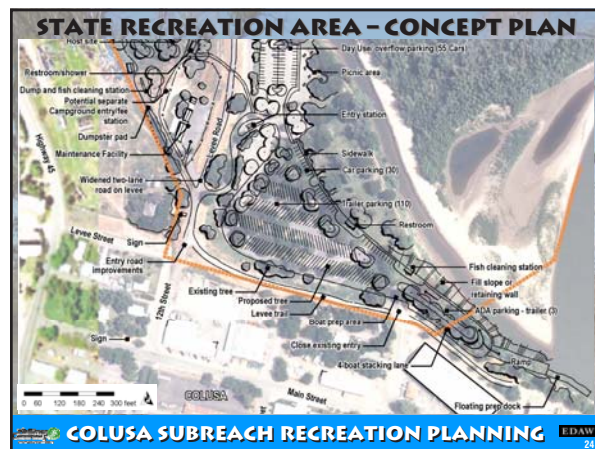 STATE RECREATION AREA – CONCEPT PLAN
Host site
Day Use/ overflow parking (55 Cars)
Restroom/shower
Picnic area
Dump and fish cleaning station
Potential separate
Campground entry/fee
station
Entry station
Dumpster pad
Highway 45
Maintenance Facility
Levee Road
Sidewalk
Car parking (30)
Widened two-lane
road on levee
Trailer parking (110)
Restroom
Levee Street
Sign
Entry road
improvements
Fish cleaning station
Fill slope or
retaining wall
12th Street
Existing tree
Proposed tree
Levee trail
ADA parking - trailer (3)
Boat prep area
Sign
Close existing entry
4-boat stacking lane
Ramp
Main Street
Floating prep dock
0 60 120 180 240 300 feet
COLUSA
COLUSA SUBREACH RECREATION PLANNING
EDAW
24